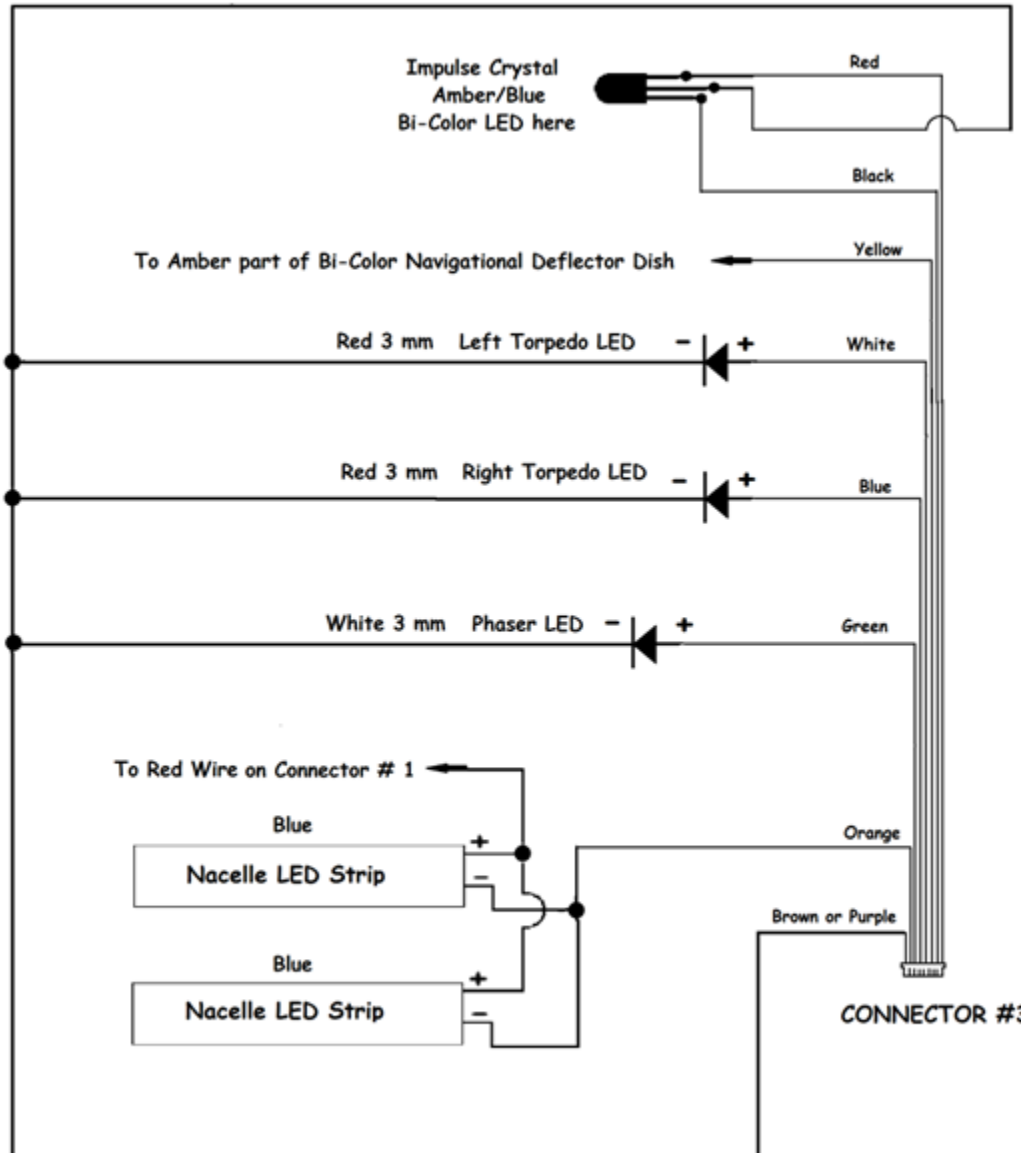 Impulse Crystal
Amber/Blue
Bi-Color LED here
Red
Black
To Amber part of Bi-Color Navigational Deflector Dish
Yellow
Red 3 mm Left Torpedo LED - +
White
Red 3 mm Right Torpedo LED - +
Blue
White 3 mm Phaser LED - +
Green
To Red Wire on Connector # 1
Blue
+
Nacelle LED Strip
-
Orange
Brown or Purple
Blue
+
Nacelle LED Strip
-
CONNECTOR #3